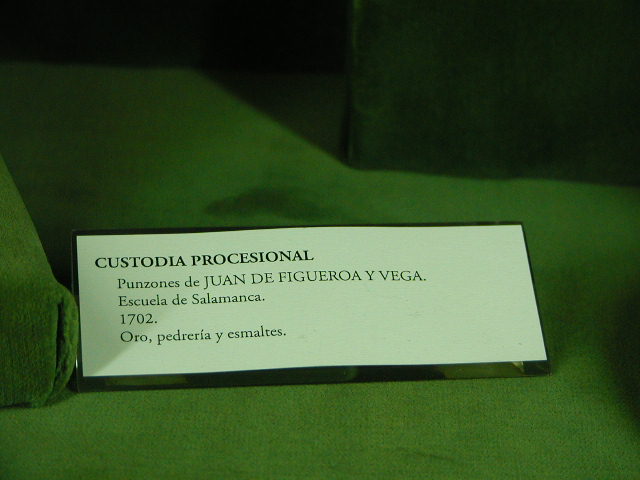 CUSTODIA PROCESIONAL
Punzones de JUAN DE FIGUEROA Y VEGA.
Escuela de Salamanca.
1702.
Oro, pedrería y esmaltes.